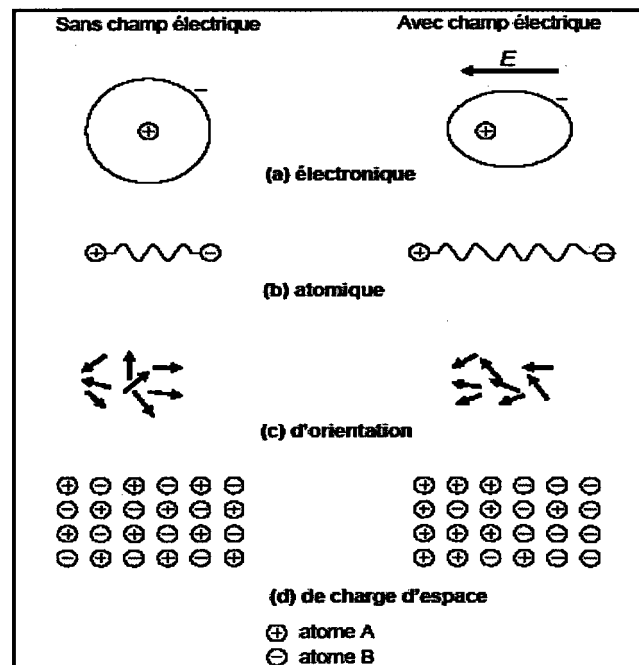 Sans champ électrique
Avec champ électrique
E
(a) électronique
(b) atomique
(c) d'orientation
(d) de charge d'espace
atome A
atome B